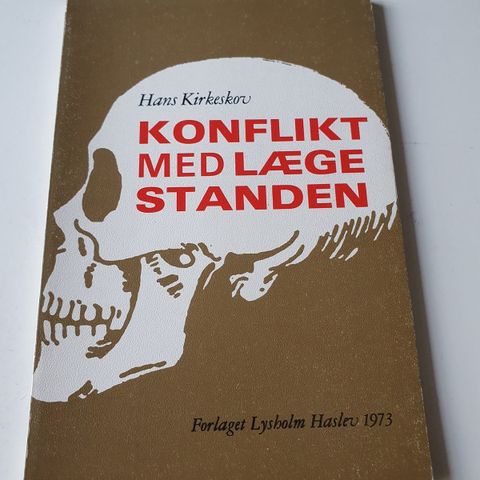 Hans Kirkeskov
KONFLIKT
MED LÆGE
STANDEN
Forlaget Lysholm Haslev 1973